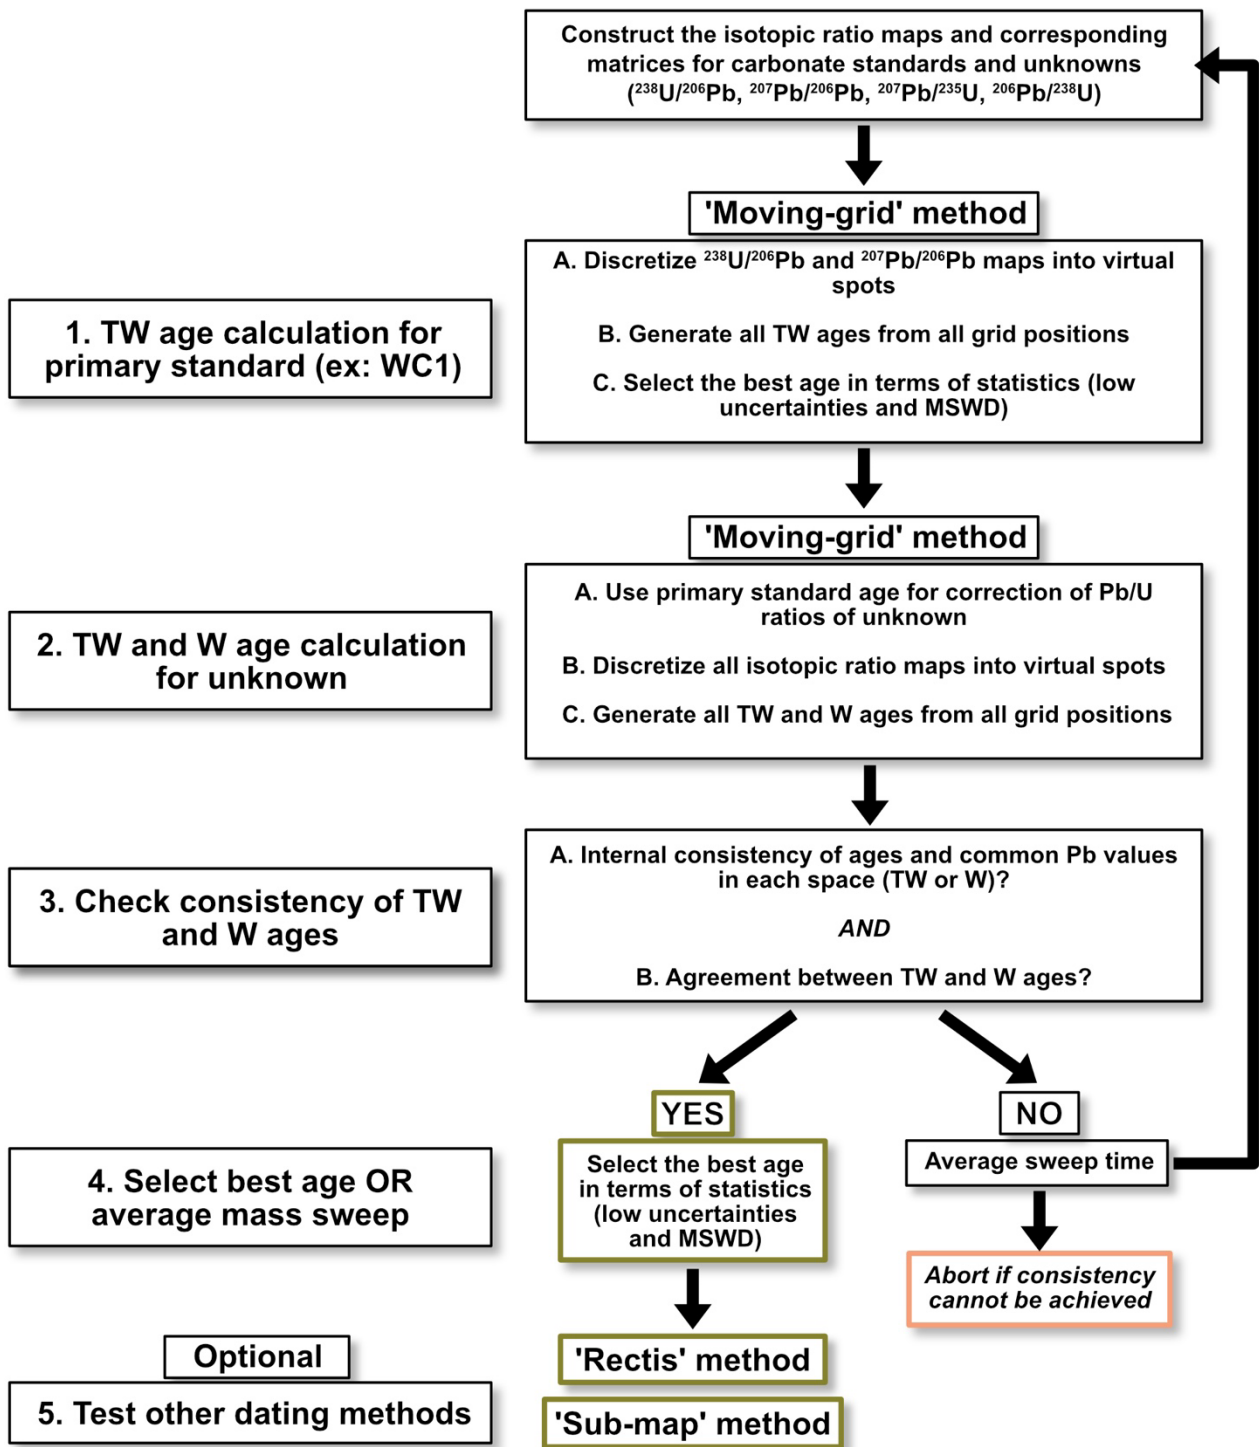 Construct the isotopic ratio maps and corresponding
matrices for carbonate standards and unknowns
(²³⁸U/²⁰⁶Pb, ²⁰⁷Pb/²⁰⁶Pb, ²⁰⁷Pb/²³⁵U, ²⁰⁶Pb/²³⁸U)
1. TW age calculation for
primary standard (ex: WC1)
'Moving-grid' method
A. Discretize ²³⁸U/²⁰⁶Pb and ²⁰⁷Pb/²⁰⁶Pb maps into virtual
spots
B. Generate all TW ages from all grid positions
C. Select the best age in terms of statistics (low
uncertainties and MSWD)
2. TW and W age calculation
for unknown
'Moving-grid' method
A. Use primary standard age for correction of Pb/U
ratios of unknown
B. Discretize all isotopic ratio maps into virtual spots
C. Generate all TW and W ages from all grid positions
3. Check consistency of TW
and W ages
A. Internal consistency of ages and common Pb values
in each space (TW or W)?
AND
B. Agreement between TW and W ages?
4. Select best age OR
average mass sweep
YES
Select the best age
in terms of statistics
(low uncertainties
and MSWD)
NO
Average sweep time
Abort if consistency
cannot be achieved
Optional
5. Test other dating methods
'Rectis' method
'Sub-map' method